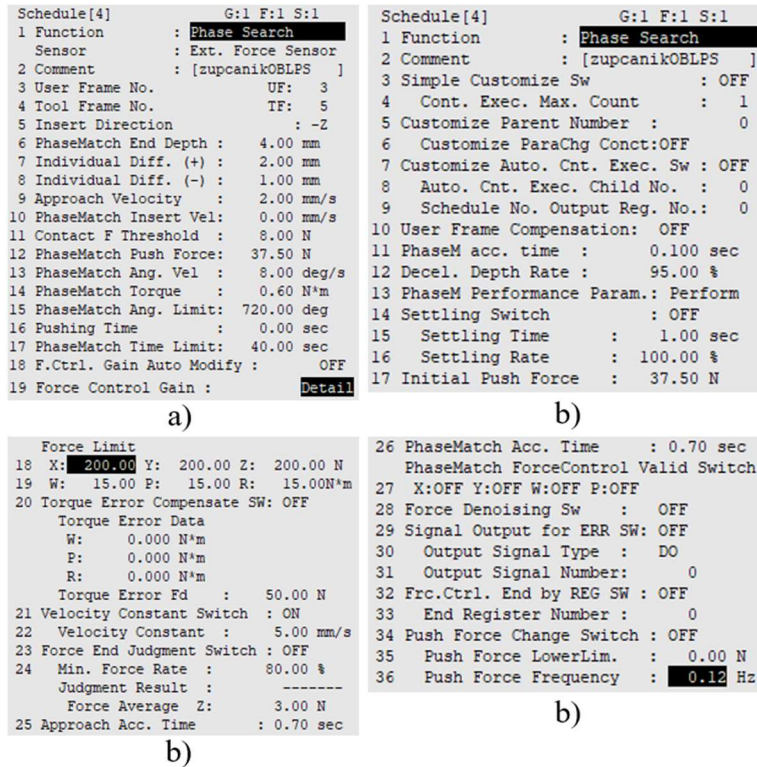 Schedule[4] G:1 F:1 S:1
1 Function : Phase Search
Sensor : Ext. Force Sensor
2 Comment : [zupcanikOBLPS ]
3 User Frame No. UF: 3
4 Tool Frame No. TF: 5
5 Insert Direction : -Z
6 PhaseMatch End Depth : 4.00 mm
7 Individual Diff. (+) : 2.00 mm
8 Individual Diff. (-) : 1.00 mm
9 Approach Velocity : 2.00 mm/s
10 PhaseMatch Insert Vel: 0.00 mm/s
11 Contact F Threshold : 8.00 N
12 PhaseMatch Push Force: 37.50 N
13 PhaseMatch Ang. Vel : 8.00 deg/s
14 PhaseMatch Torque : 0.60 N*m
15 PhaseMatch Ang. Limit: 720.00 deg
16 Pushing Time : 0.00 sec
17 PhaseMatch Time Limit: 40.00 sec
18 F.Ctrl. Gain Auto Modify : OFF
19 Force Control Gain : Detail
a)
Schedule[4] G:1 F:1 S:1
1 Function : Phase Search
2 Comment : [zupcanikOBLPS ]
3 Simple Customize Sw : OFF
4 Cont. Exec. Max. Count : 1
5 Customize Parent Number : 0
6 Customize ParaChg Conct:OFF
7 Customize Auto. Cnt. Exec. Sw : OFF
8 Auto. Cnt. Exec. Child No. : 0
9 Schedule No. Output Reg. No.: 0
10 User Frame Compensation: OFF
11 PhaseM acc. time : 0.100 sec
12 Decel. Depth Rate : 95.00 %
13 PhaseM Performance Param.: Perform
14 Settling Switch : OFF
15 Settling Time : 1.00 sec
16 Settling Rate : 100.00 %
17 Initial Push Force : 37.50 N
b)
Force Limit
18 X: 200.00 Y: 200.00 Z: 200.00 N
19 W: 15.00 P: 15.00 R: 15.00N*m
20 Torque Error Compensate SW: OFF
Torque Error Data
W: 0.000 N*m
P: 0.000 N*m
R: 0.000 N*m
Torque Error Fd : 50.00 N
21 Velocity Constant Switch : ON
22 Velocity Constant : 5.00 mm/s
23 Force End Judgment Switch : OFF
24 Min. Force Rate : 80.00 %
Judgment Result : -------
Force Average Z: 3.00 N
25 Approach Acc. Time : 0.70 sec
b)
26 PhaseMatch Acc. Time : 0.70 sec
PhaseMatch ForceControl Valid Switch
27 X:OFF Y:OFF W:OFF P:OFF
28 Force Denoising Sw : OFF
29 Signal Output for ERR SW: OFF
30 Output Signal Type : DO
31 Output Signal Number: 0
32 Frc.Ctrl. End by REG SW : OFF
33 End Register Number : 0
34 Push Force Change Switch : OFF
35 Push Force LowerLim. : 0.00 N
36 Push Force Frequency : 0.12 Hz
b)